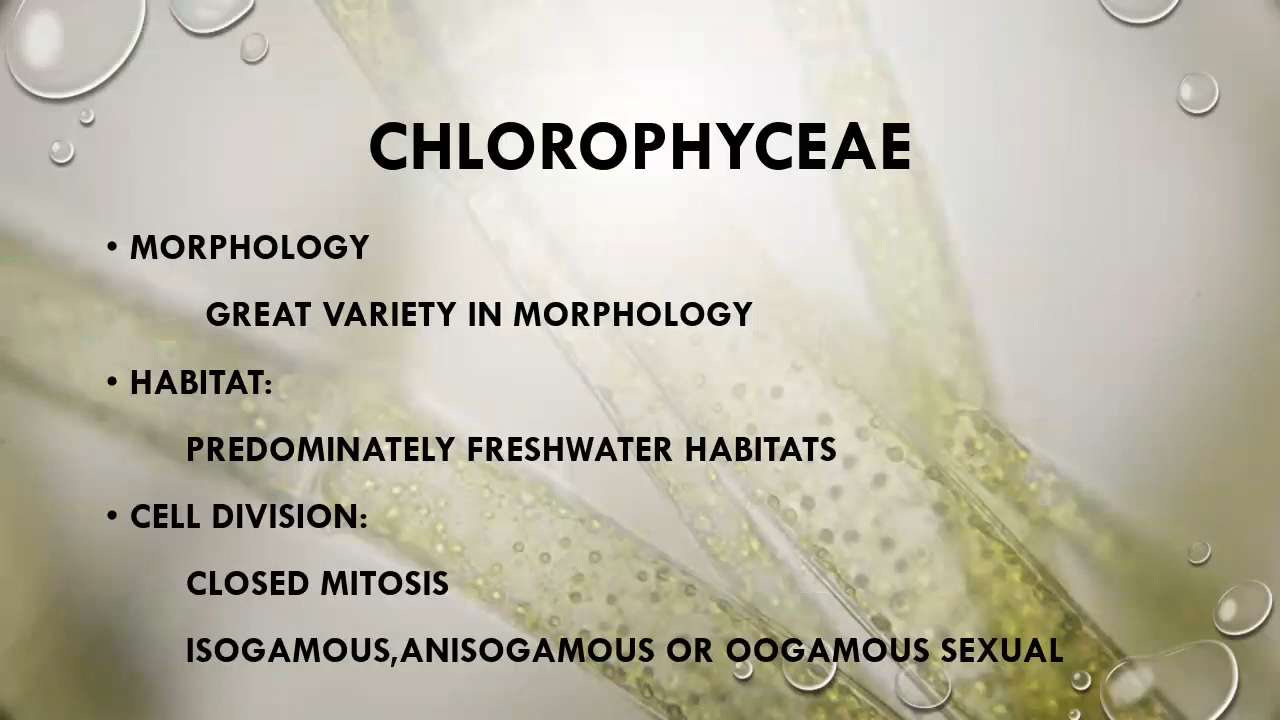 CHLOROPHYCEAE
• MORPHOLOGY
GREAT VARIETY IN MORPHOLOGY
• HABITAT:
PREDOMINATELY FRESHWATER HABITATS
• CELL DIVISION:
CLOSED MITOSIS
ISOGAMOUS,ANISOGAMOUS OR OOGAMOUS SEXUAL